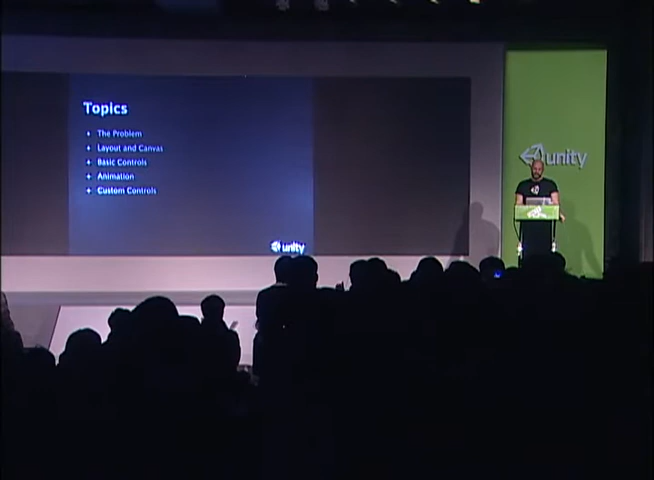 Topics
The Problem
Layout and Canvas
Basic Controls
Animation
Custom Controls
unity
unity